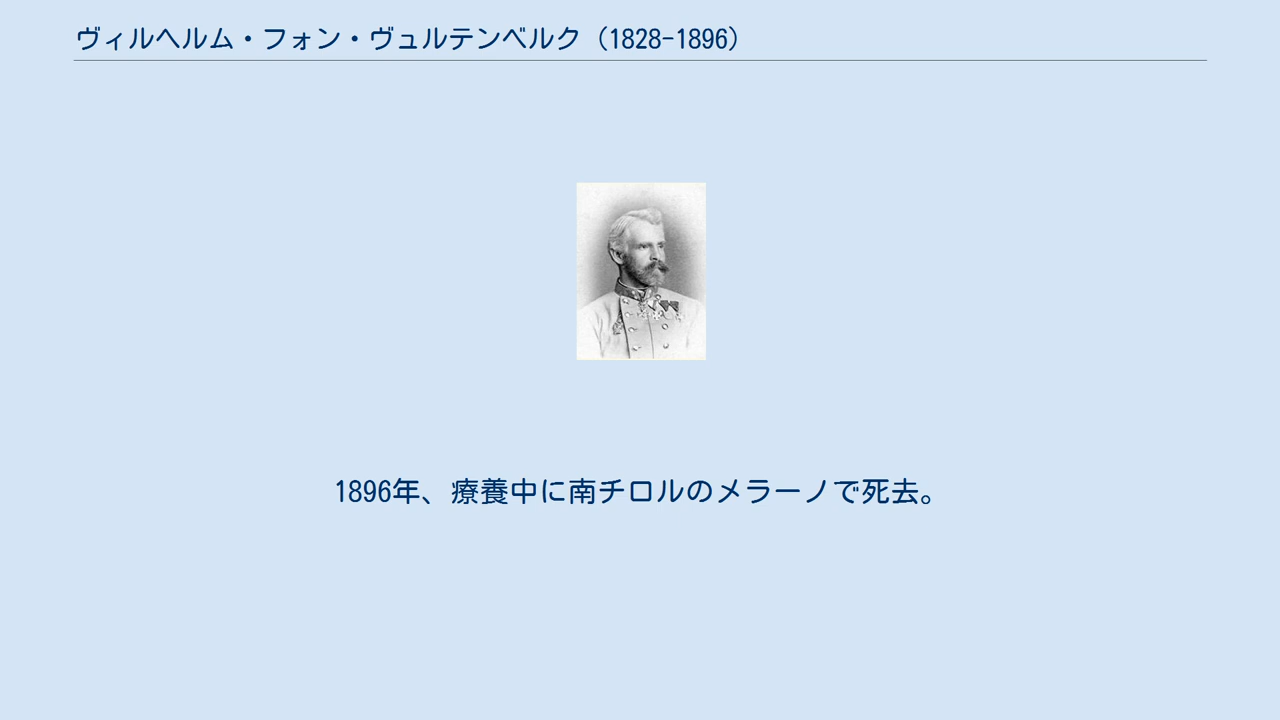 ヴィルヘルム・フォン・ヴュルテンベルク（1828-1896）
1896年、療養中に南チロルのメラーノで死去。